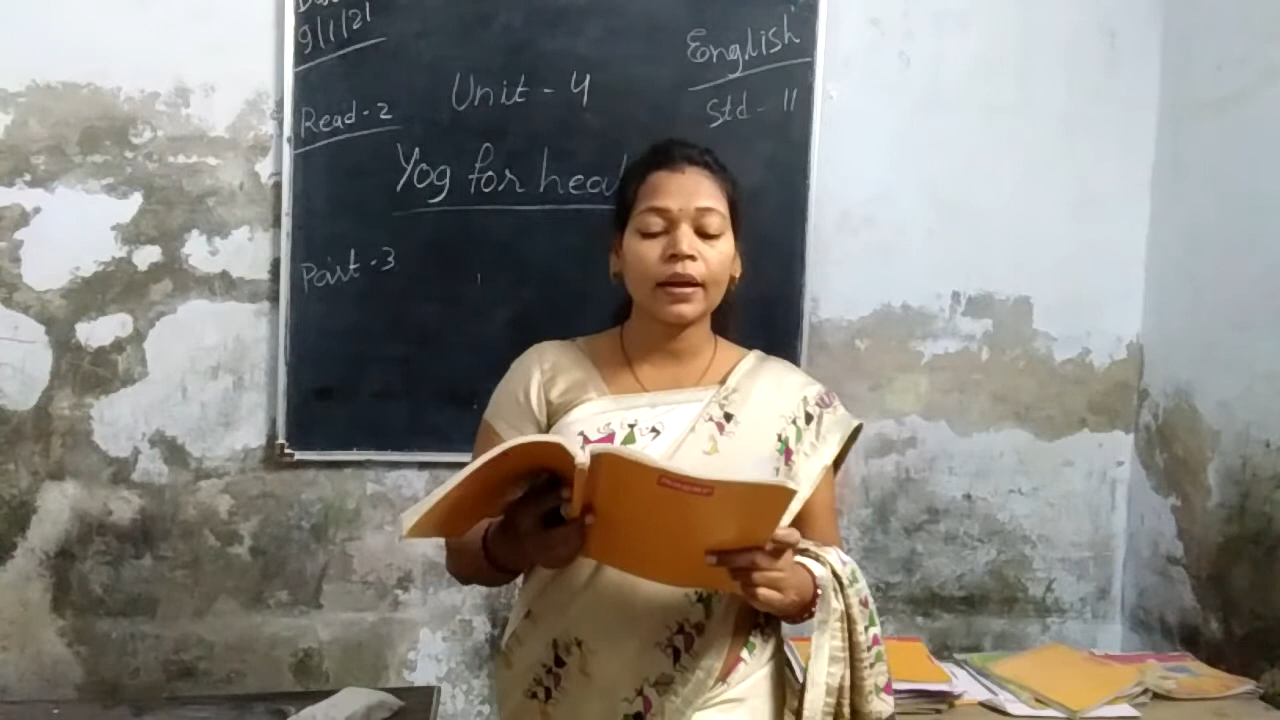 9/1/21
English
Unit - 4
Std - 11
Read - 2
Yog for heal
Part - 3